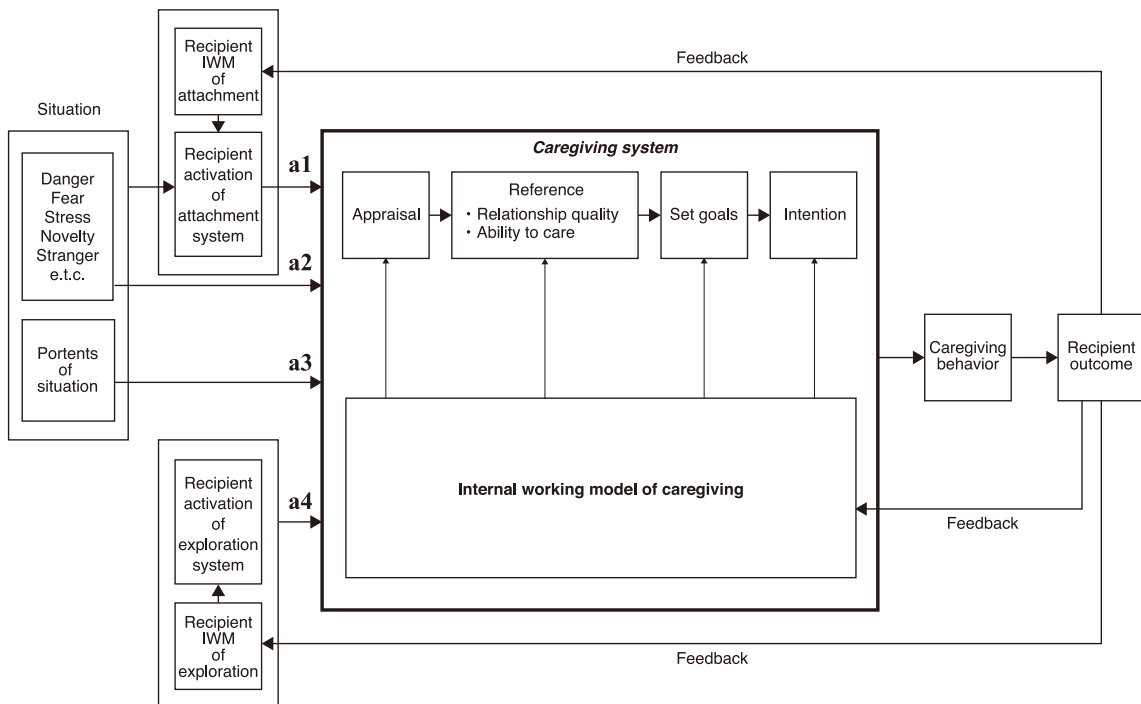 Situation
Danger
Fear
Stress
Novelty
Stranger
e.t.c.
Portents
of
situation
Recipient
IWM
of
attachment
Recipient
activation
of
attachment
system
a1
a2
a3
a4
Recipient
activation
of
exploration
system
Recipient
IWM
of
exploration
Caregiving system
Appraisal
Reference
・Relationship quality
・Ability to care
Set goals
Intention
Internal working model of caregiving
Caregiving
behavior
Recipient
outcome
Feedback
Feedback
Feedback